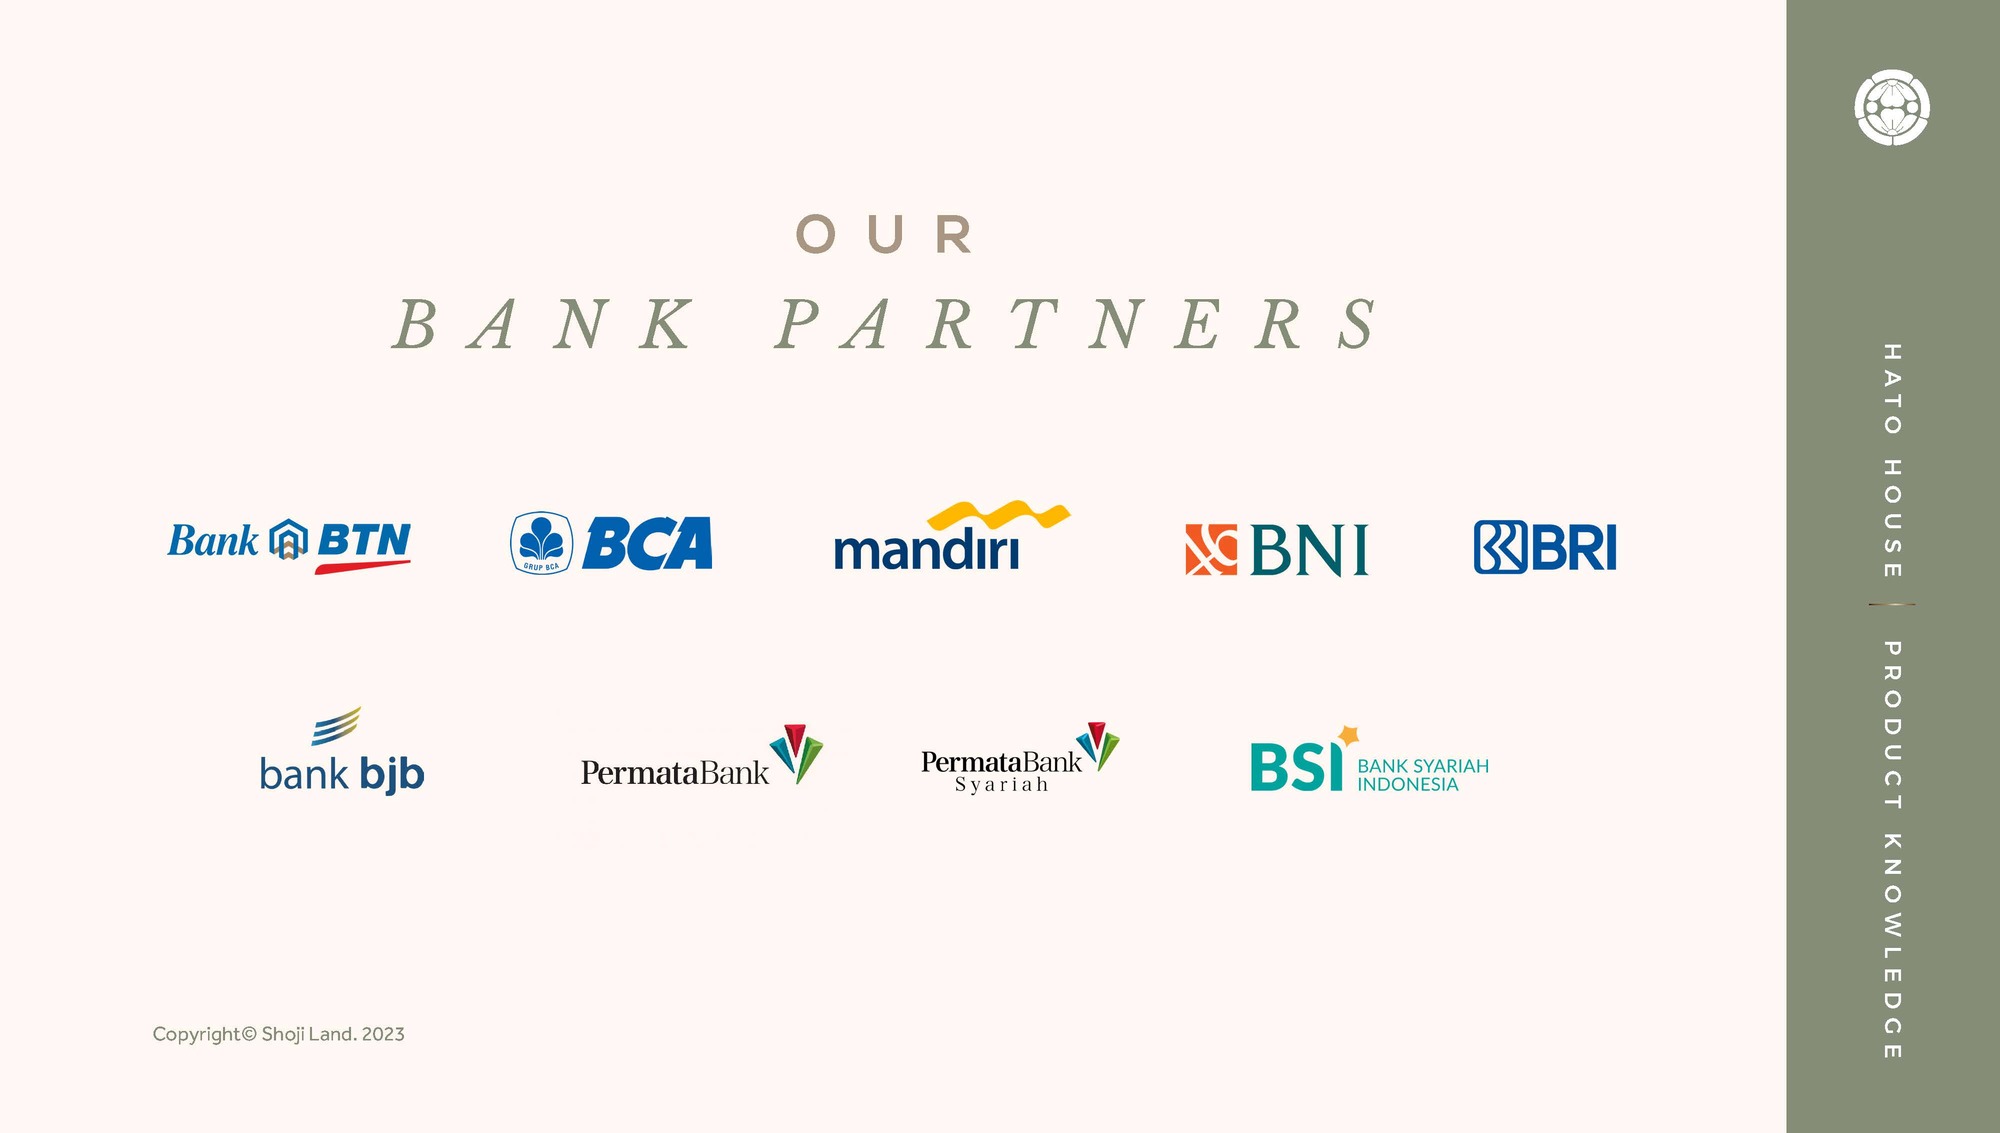 OUR
BANK PARTNERS
Bank BTN
GRUP BCA BCA
mandırı
BNI
BRI
bank bjb
PermataBank
PermataBank
Syariah
BSI BANK SYARIAH
INDONESIA
Copyright© Shoji Land. 2023
HATO HOUSE | PRODUCT KNOWLEDGE